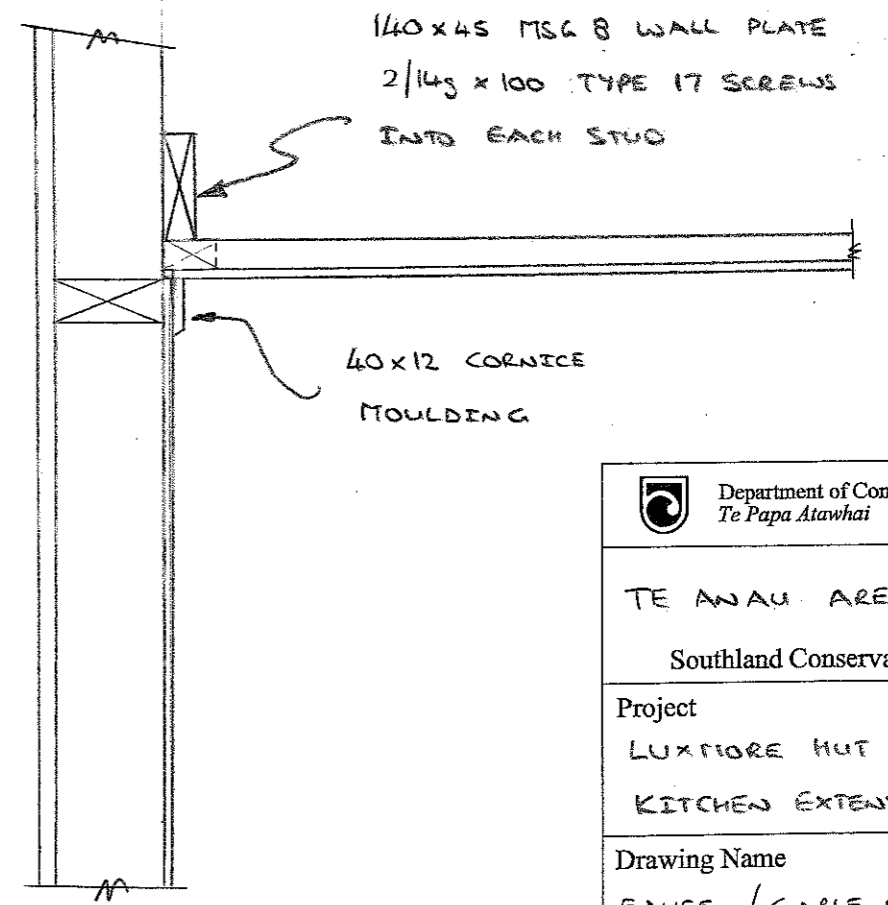 140 x 45 MSG 8 WALL PLATE
2/14g x 100 TYPE 17 SCREWS
INTO EACH STUD
40 x 12 CORNICE
MOULDING
Department of Con
Te Papa Atawhai
TE ANAU ARE
Southland Conserva
Project
LUXMORE HUT
KITCHEN EXTEN
Drawing Name